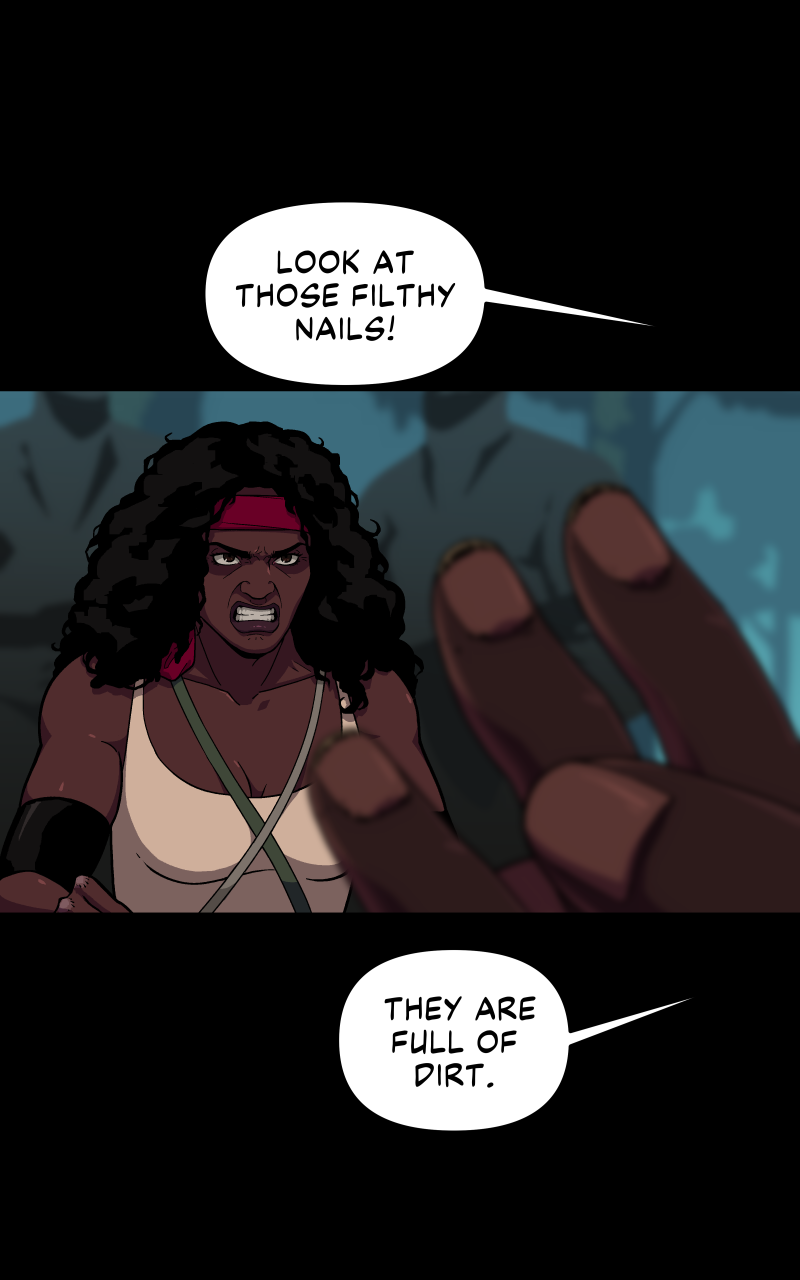 LOOK AT
THOSE FILTHY
NAILS!
THEY ARE
FULL OF
DIRT.